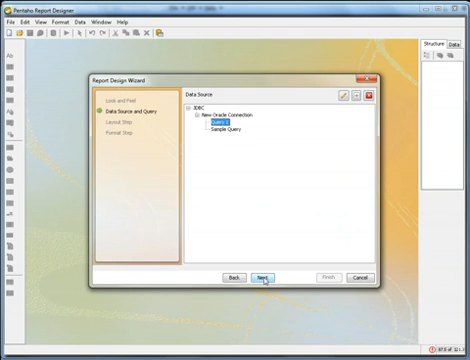 Pentaho Report Designer
File Edit View Format Data Window Help
Structure Data
Report Design Wizard
Look and Feel
Data Source and Query
Layout Step
Format Step
Data Source
JDBC
New Oracle Connection
Query 1
Sample Query
Back Next Finish Cancel